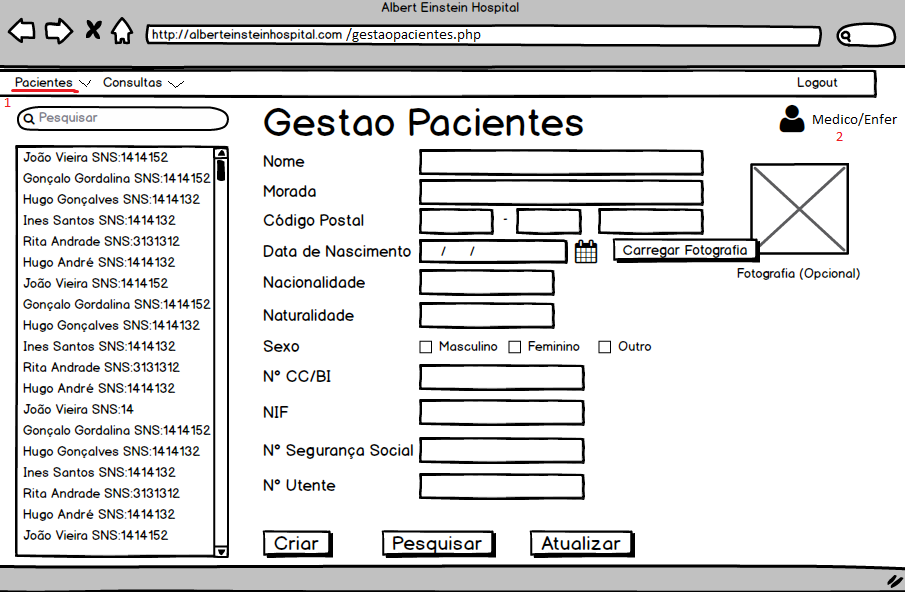 Albert Einstein Hospital
http://alberteinsteinhospital.com /gestaopacientes.php
Pacientes Consultas Logout
1
Pesquisar
Gestao Pacientes
Medico/Enfer
2
João Vieira SNS:1414152
Gonçalo Gordalina SNS:1414152
Hugo Gonçalves SNS:1414132
Ines Santos SNS:1414132
Rita Andrade SNS:3131312
Hugo André SNS:1414132
João Vieira SNS:1414152
Gonçalo Gordalina SNS:1414152
Hugo Gonçalves SNS:1414132
Ines Santos SNS:1414132
Rita Andrade SNS:3131312
Hugo André SNS:1414132
João Vieira SNS:14
Gonçalo Gordalina SNS:1414152
Hugo Gonçalves SNS:1414132
Ines Santos SNS:1414132
Rita Andrade SNS:3131312
Hugo André SNS:1414132
João Vieira SNS:1414152
Nome
Morada
Código Postal -
Data de Nascimento / / Carregar Fotografia
Fotografia (Opcional)
Nacionalidade
Naturalidade
Sexo Masculino Feminino Outro
Nº CC/BI
NIF
Nº Segurança Social
Nº Utente
Criar Pesquisar Atualizar